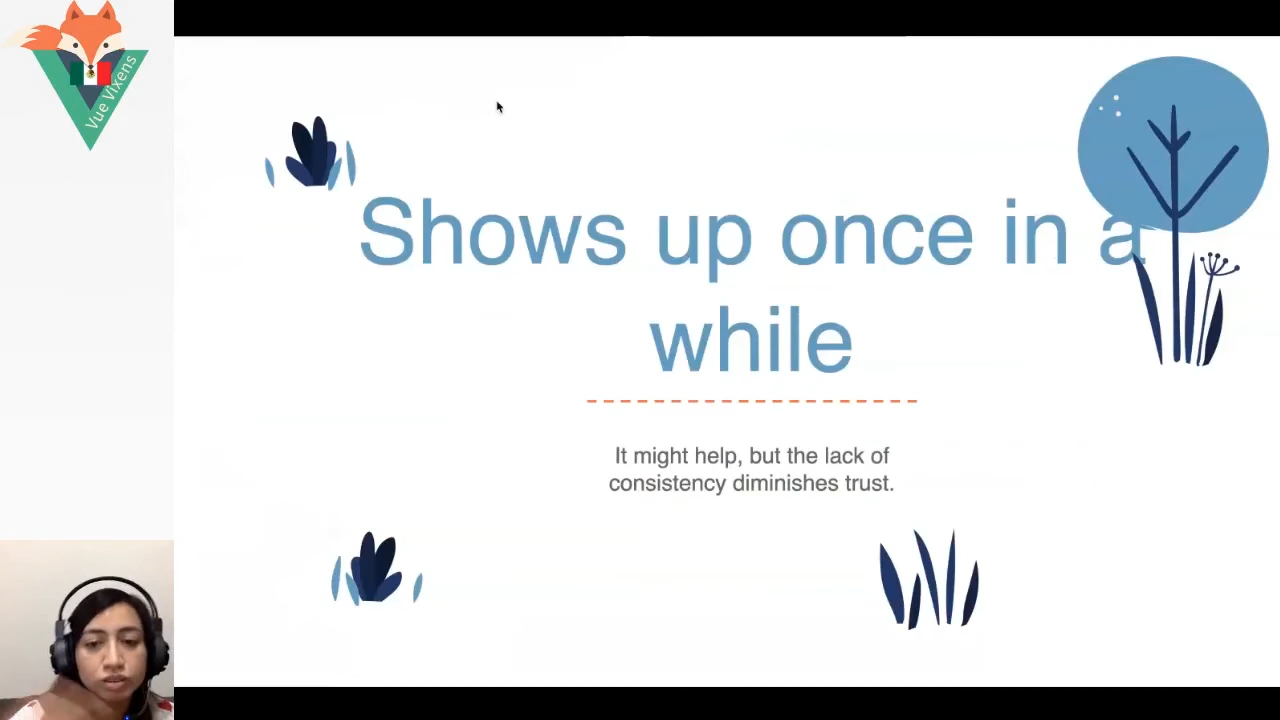 Vue Vixens
Shows up once in a
while
It might help, but the lack of
consistency diminishes trust.